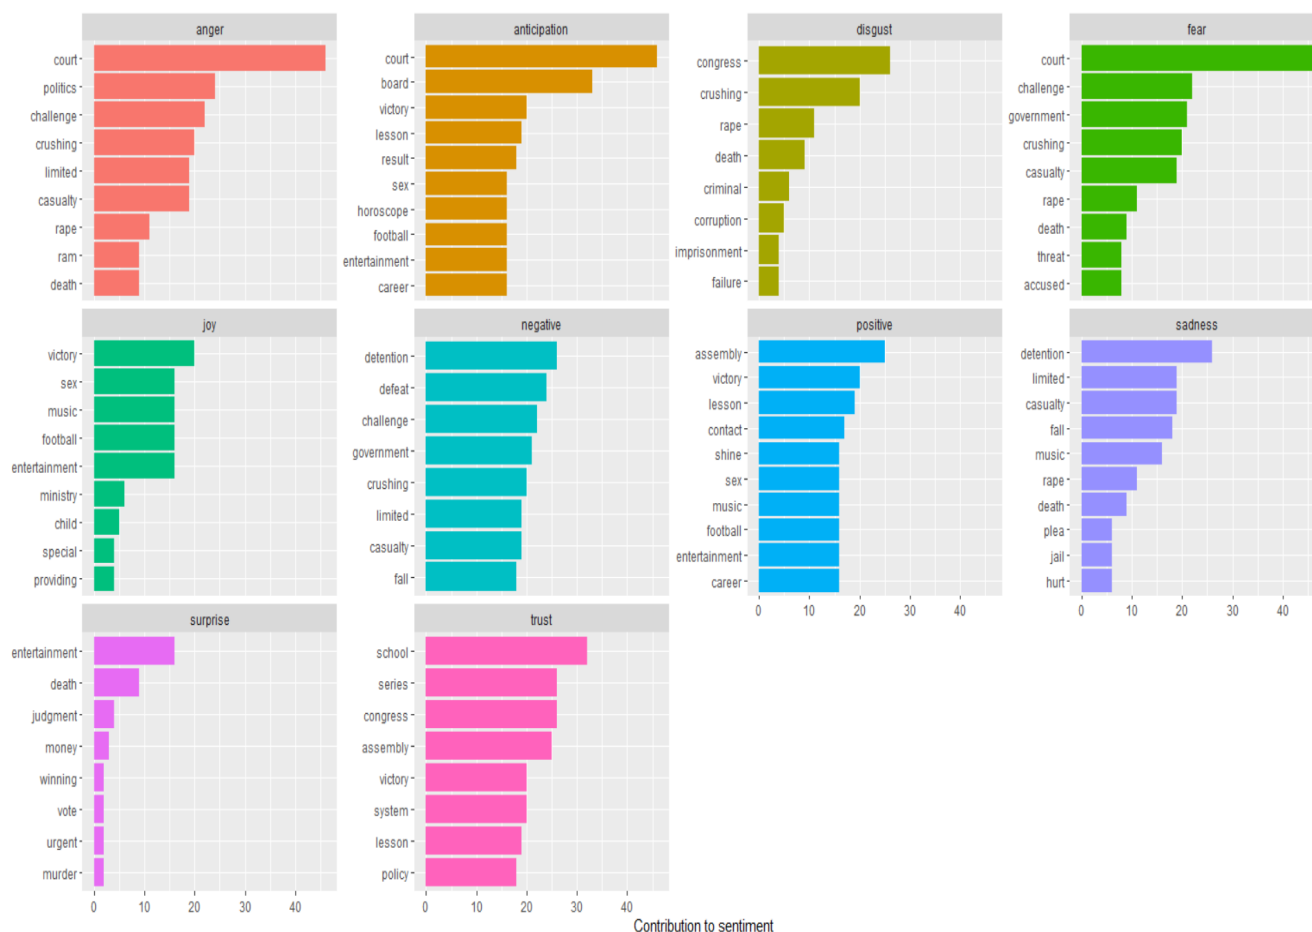 anger
court
politics
challenge
crushing
limited
casualty
rape
ram
death
anticipation
court
board
victory
lesson
result
sex
horoscope
football
entertainment
career
disgust
congress
crushing
rape
death
criminal
corruption
imprisonment
failure
fear
court
challenge
government
crushing
casualty
rape
death
threat
accused
joy
victory
sex
music
football
entertainment
ministry
child
special
providing
negative
detention
defeat
challenge
government
crushing
limited
casualty
fall
positive
assembly
victory
lesson
contact
shine
sex
music
football
entertainment
career
0 10 20 30 40
sadness
detention
limited
casualty
fall
music
rape
death
plea
jail
hurt
0 10 20 30 40
surprise
entertainment
death
judgment
money
winning
vote
urgent
murder
0 10 20 30 40
trust
school
series
congress
assembly
victory
system
lesson
policy
0 10 20 30 40
Contribution to sentiment